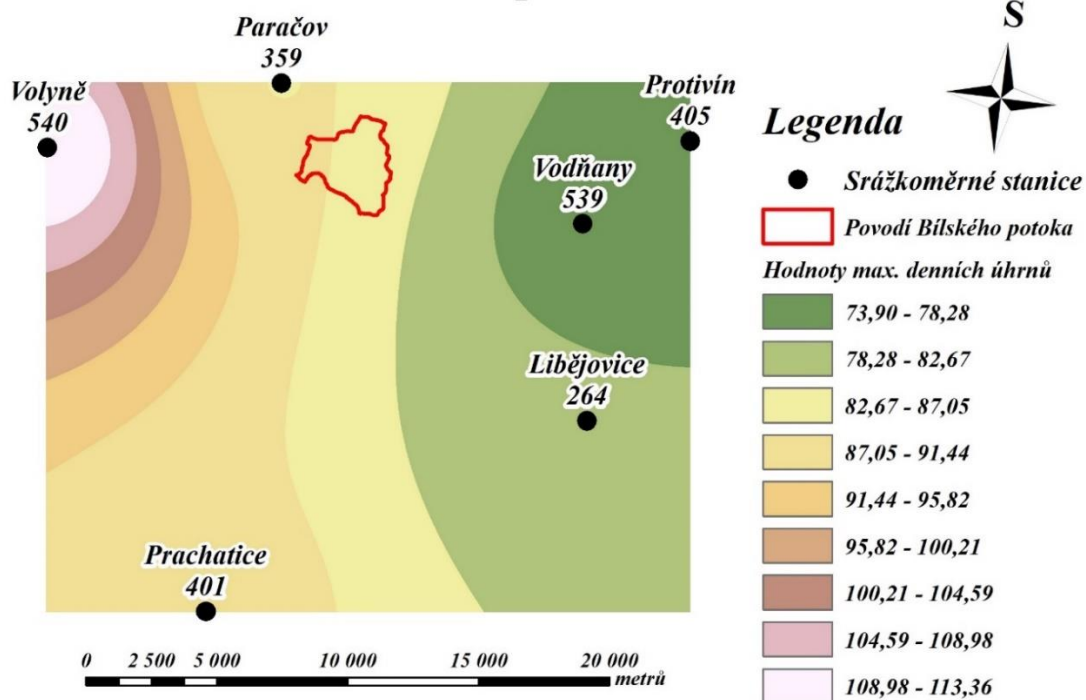 Paračov
359
Volyně
540
Protivín
405
Vodňany
539
Libějovice
264
Prachatice
401
0 2 500 5 000 10 000 15 000 20 000
metrů
S
Legenda
Srážkoměrné stanice
Povodí Bílského potoka
Hodnoty max. denních úhrnů
73,90 - 78,28
78,28 - 82,67
82,67 - 87,05
87,05 - 91,44
91,44 - 95,82
95,82 - 100,21
100,21 - 104,59
104,59 - 108,98
108,98 - 113,36